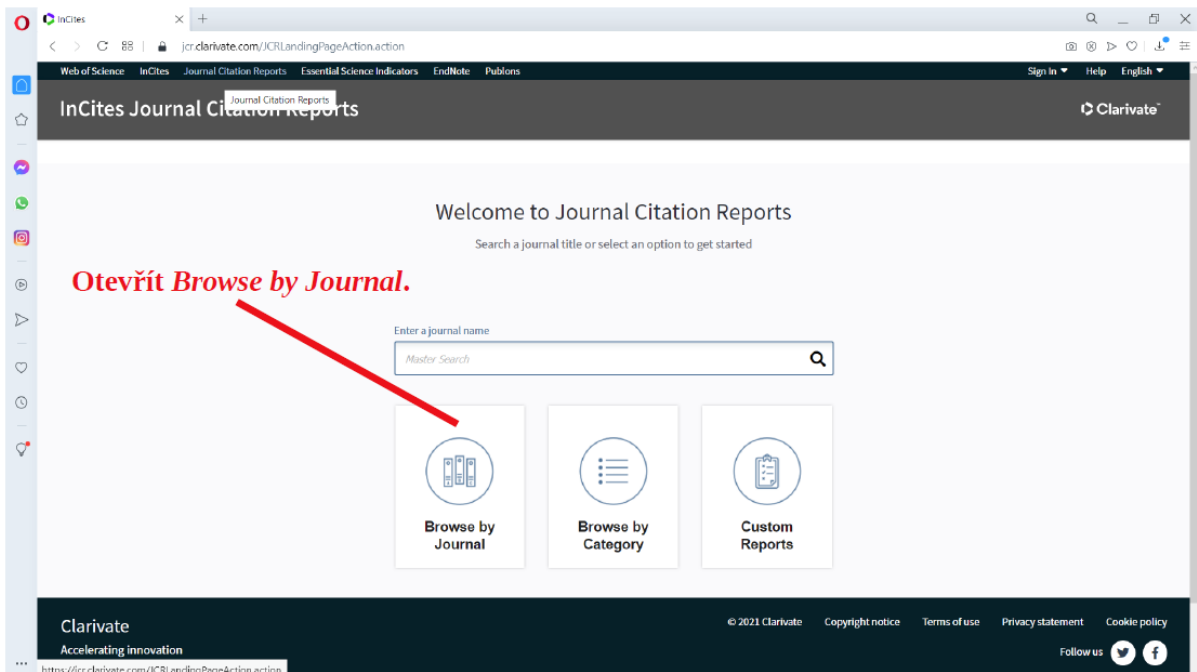 InCites
jcr.clarivate.com/JCRLandingPageAction.action
Web of Science InCites Journal Citation Reports Essential Science Indicators EndNote Publons Sign In Help English
Journal Citation Reports
InCites Journal Citation Reports Clarivate
Welcome to Journal Citation Reports
Search a journal title or select an option to get started
Otevřít Browse by Journal.
Enter a journal name
Master Search
Browse by Journal
Browse by Category
Custom Reports
Clarivate
© 2021 Clarivate Copyright notice Terms of use Privacy statement Cookie policy
Accelerating innovation
Follow us
https://jcr.clarivate.com/JCRLandingPageAction.action